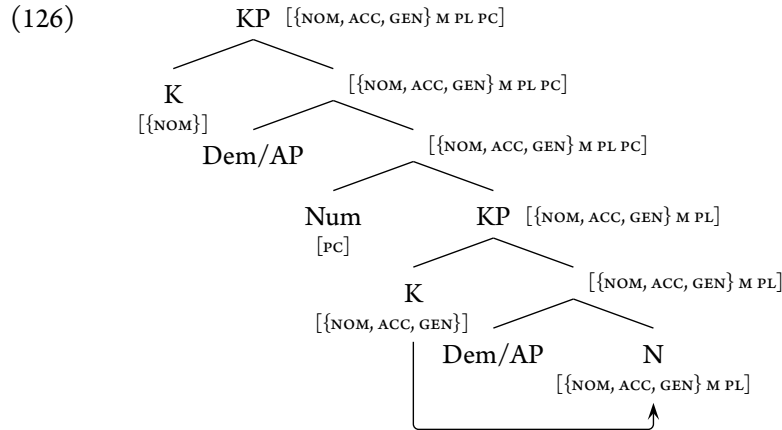 (126) KP [{NOM, ACC, GEN} M PL PC]
K [{NOM, ACC, GEN} M PL PC]
[{NOM}]
Dem/AP [{NOM, ACC, GEN} M PL PC]
Num KP [{NOM, ACC, GEN} M PL]
[PC]
K [{NOM, ACC, GEN} M PL]
[{NOM, ACC, GEN}]
Dem/AP N
[{NOM, ACC, GEN} M PL]